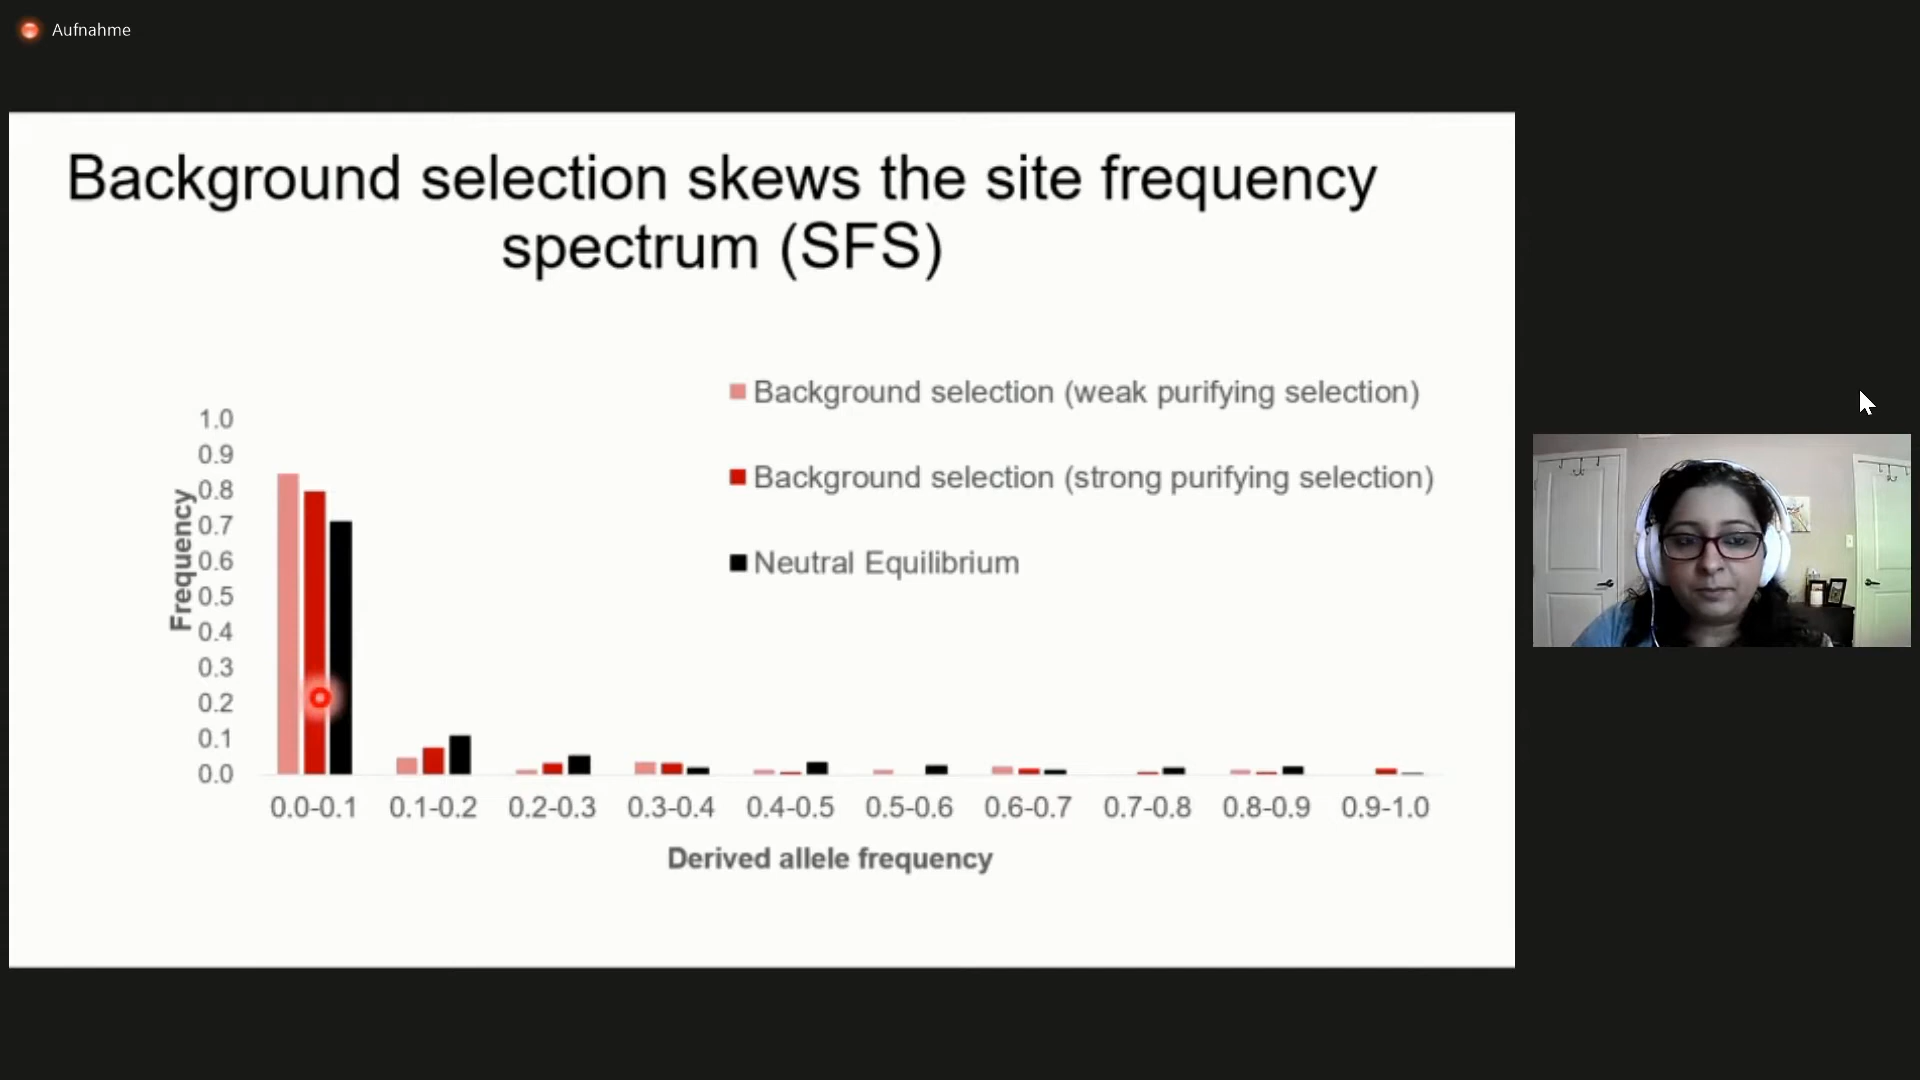 Aufnahme
Background selection skews the site frequency
spectrum (SFS)
Background selection (weak purifying selection)
Background selection (strong purifying selection)
Neutral Equilibrium
Frequency
1.0
0.9
0.8
0.7
0.6
0.5
0.4
0.3
0.2
0.1
0.0
0.0-0.1 0.1-0.2 0.2-0.3 0.3-0.4 0.4-0.5 0.5-0.6 0.6-0.7 0.7-0.8 0.8-0.9 0.9-1.0
Derived allele frequency